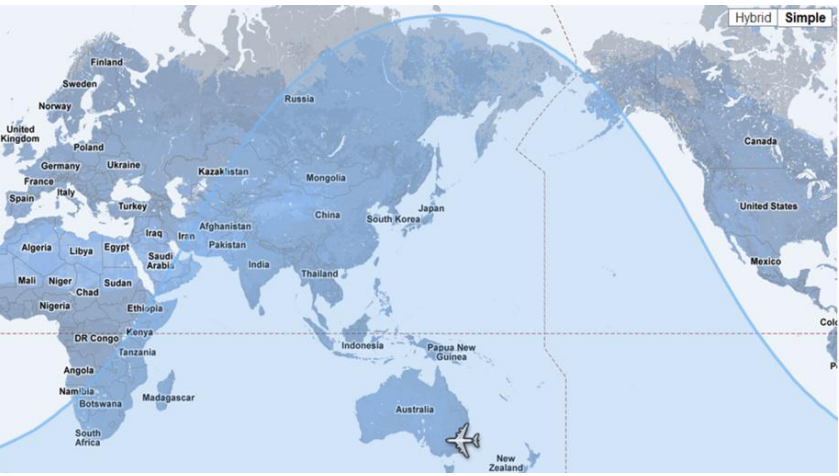 Hybrid Simple
Finland
Sweden
Norway
Russia
United
Kingdom
Poland
Canada
Germany
Ukraine
Kazakhstan
Mongolia
France
Italy
Spain
Turkey
United States
Japan
China
South Korea
Afghanistan
Iraq
Iran
Algeria
Libya
Egypt
Pakistan
Saudi
Arabia
India
Mexico
Thailand
Mali
Niger
Sudan
Chad
Nigeria
Ethiopia
Kenya
DR Congo
Indonesia
Papua New
Guinea
Tanzania
Angola
Namibia
Botswana
Madagascar
Australia
South
Africa
New
Zealand